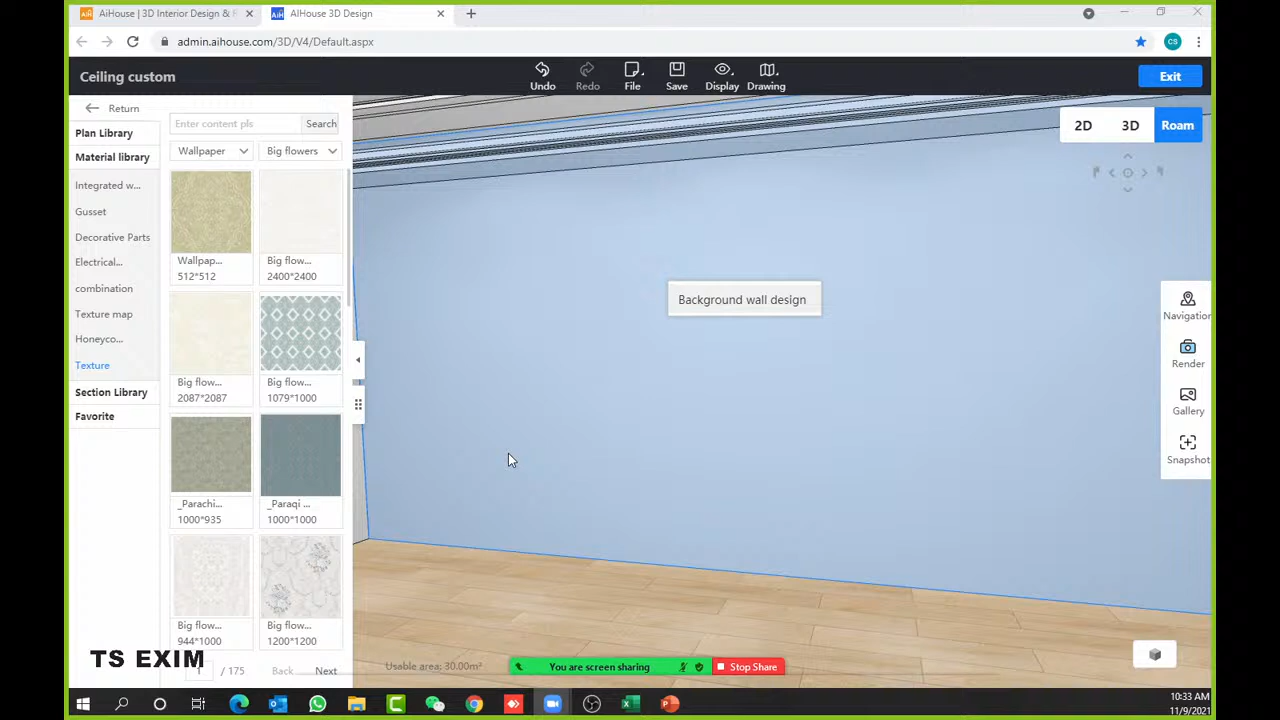 AiHouse | 3D Interior Design & F
AIHouse 3D Design
admin.aihouse.com/3D/V4/Default.aspx
CS
Ceiling custom
Undo
Redo
File
Save
Display
Drawing
Exit
Return
Plan Library
Material library
Integrated w...
Gusset
Decorative Parts
Electrical...
combination
Texture map
Honeyco...
Texture
Section Library
Favorite
Enter content pls
Search
Wallpaper
Big flowers
Wallpap...
512*512
Big flow...
2400*2400
Big flow...
2087*2087
Big flow...
1079*1000
_Parachi...
1000*935
_Paraqi ...
1000*1000
Big flow...
944*1000
Big flow...
1200*1200
1 / 175
Back
Next
2D
3D
Roam
Background wall design
Navigation
Render
Gallery
Snapshot
TS EXIM
Usable area: 30.00m²
You are screen sharing
Stop Share
10:33 AM
11/9/2021